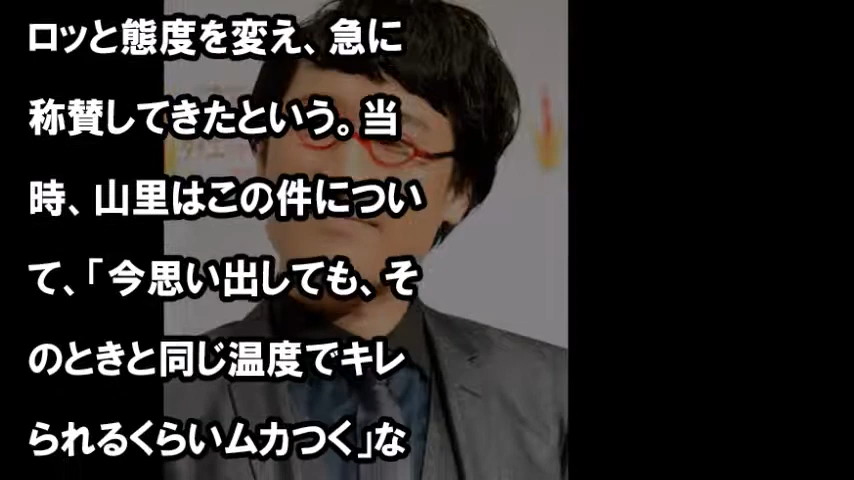 ロッと態度を変え、急に
称賛してきたという。当
時、山里はこの件につい
て、「今思い出しても、そ
のときと同じ温度でキレ
られるくらいムカつく」な